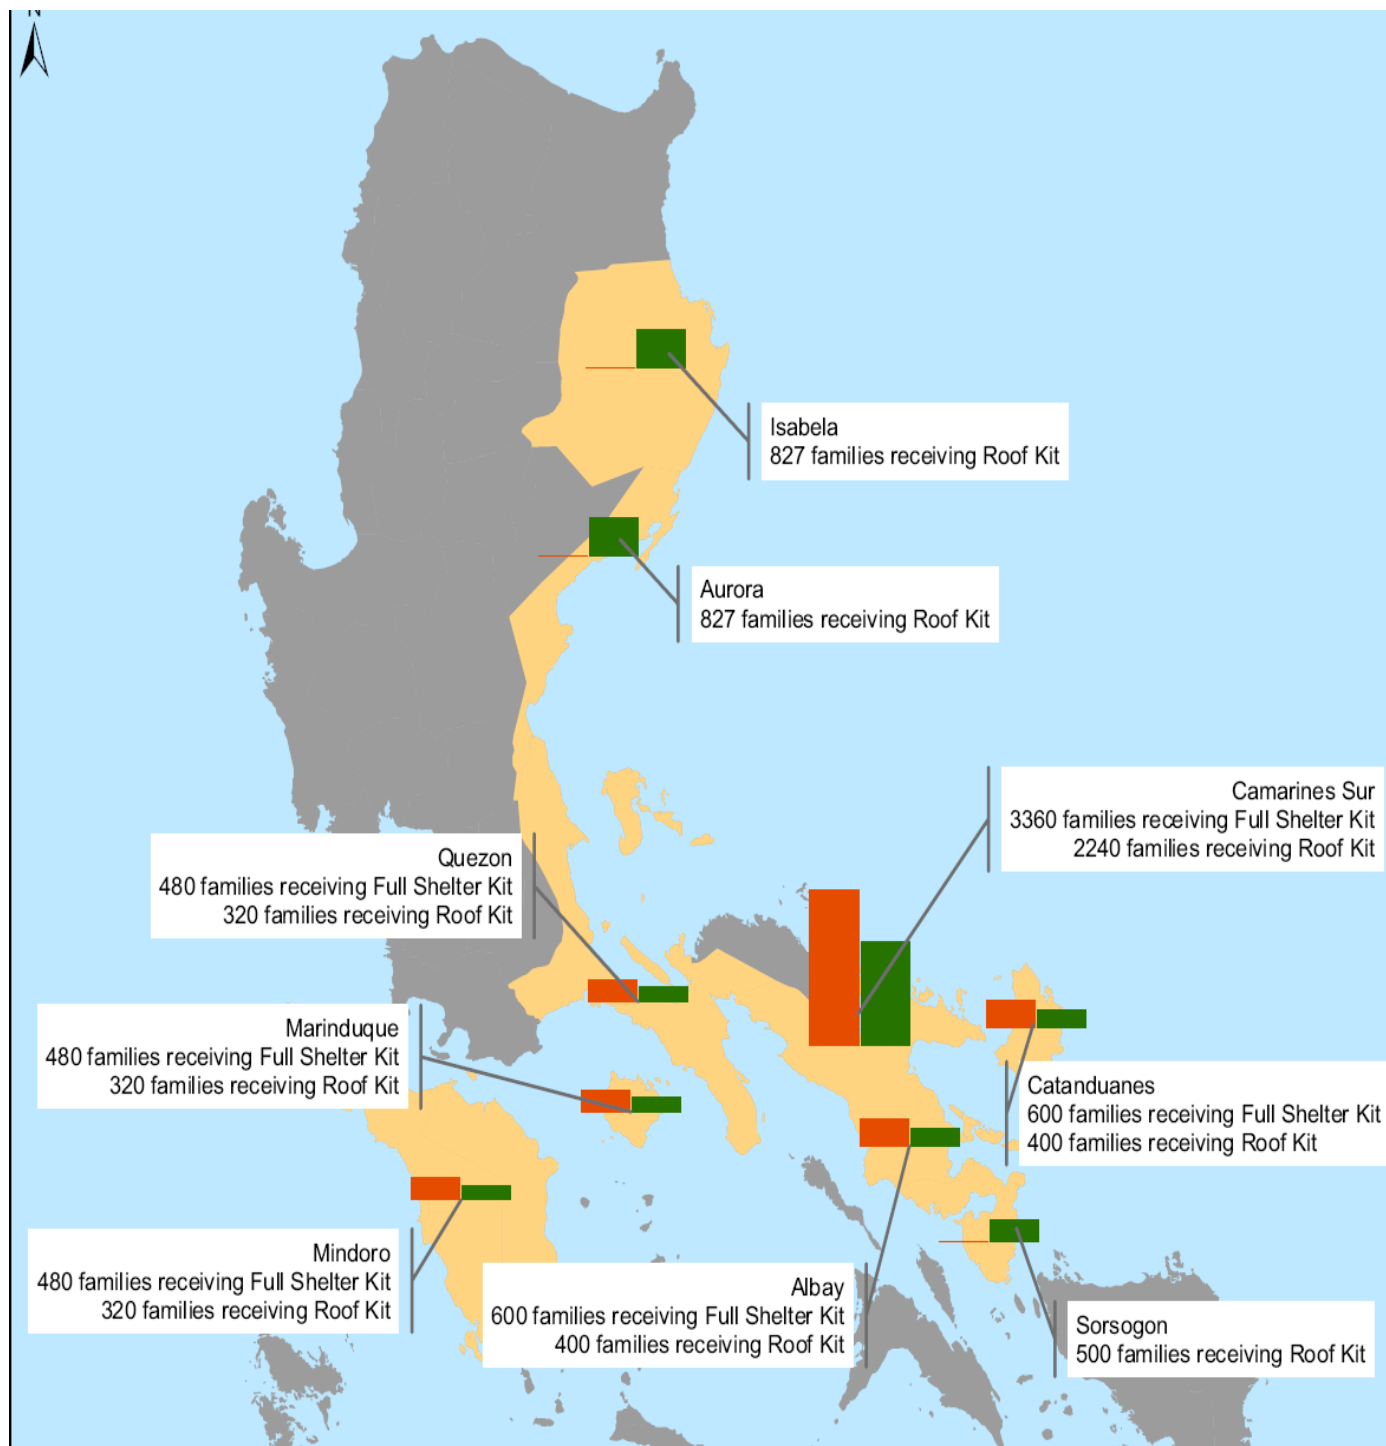 N
Isabela
827 families receiving Roof Kit
Aurora
827 families receiving Roof Kit
Camarines Sur
3360 families receiving Full Shelter Kit
2240 families receiving Roof Kit
Quezon
480 families receiving Full Shelter Kit
320 families receiving Roof Kit
Marinduque
480 families receiving Full Shelter Kit
320 families receiving Roof Kit
Catanduanes
600 families receiving Full Shelter Kit
400 families receiving Roof Kit
Mindoro
480 families receiving Full Shelter Kit
320 families receiving Roof Kit
Albay
600 families receiving Full Shelter Kit
400 families receiving Roof Kit
Sorsogon
500 families receiving Roof Kit